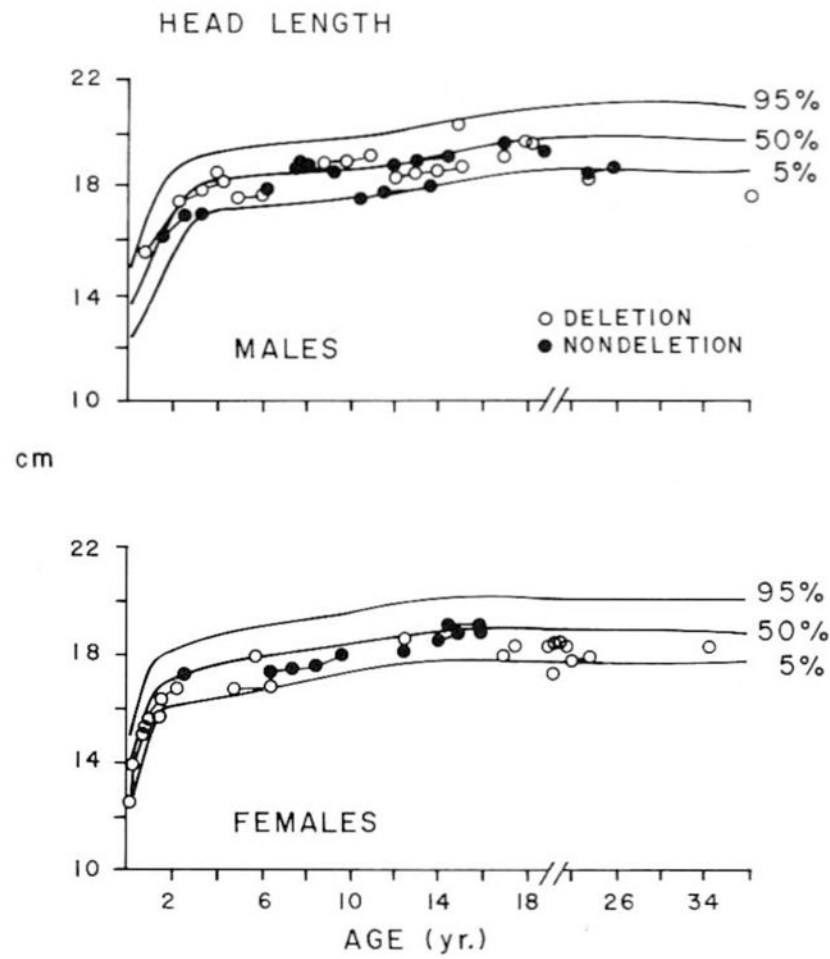 HEAD LENGTH
22
18
14
10
95%
50%
5%
○ DELETION
● NONDELETION
MALES
cm
22
18
14
10
95%
50%
5%
FEMALES
2 6 10 14 18 26 34
AGE (yr.)